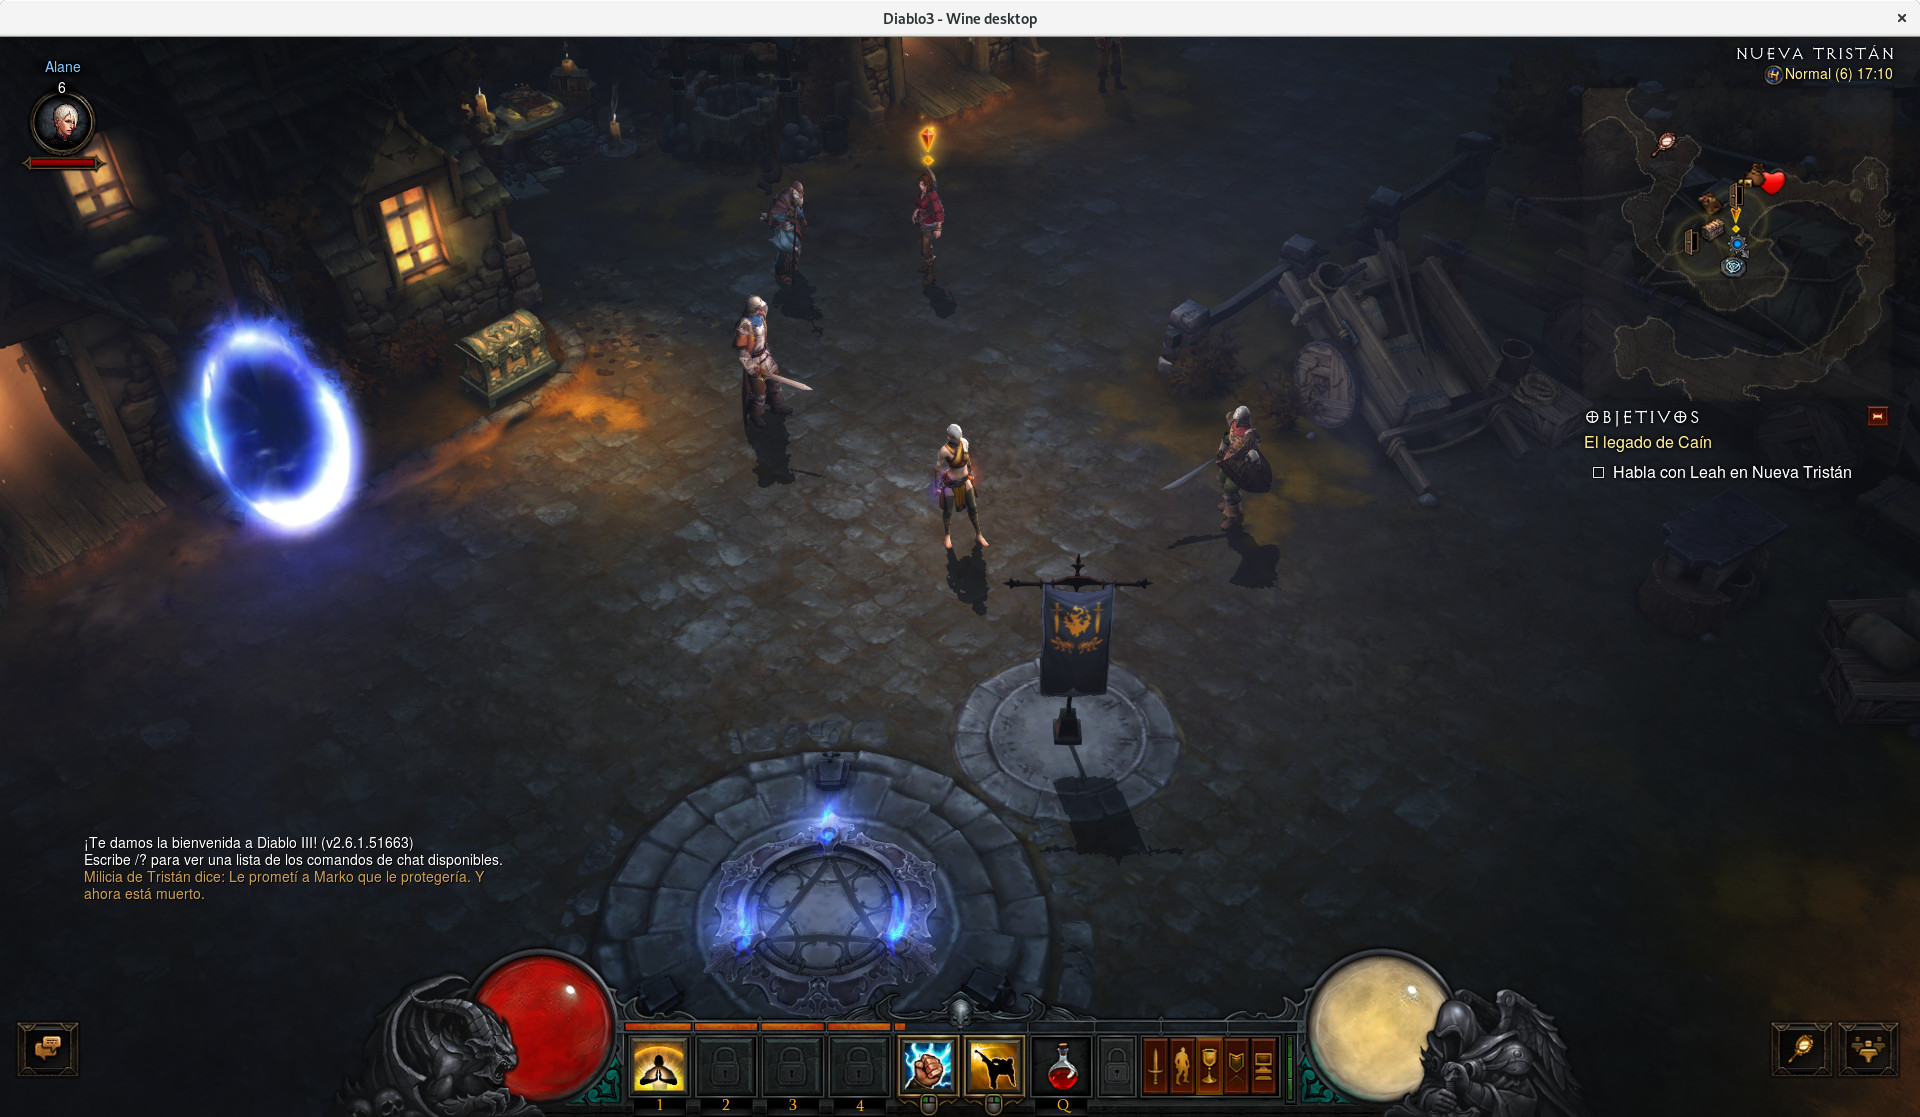 Diablo3 - Wine desktop
Alane
6
NUEVA TRISTÁN
Normal (6) 17:10
OBJETIVOS
El legado de Caín
Habla con Leah en Nueva Tristán
¡Te damos la bienvenida a Diablo III! (v2.6.1.51663)
Escribe /? para ver una lista de los comandos de chat disponibles.
Milicia de Tristán dice: Le prometí a Marko que le protegería. Y
ahora está muerto.
1 2 3 4 Q